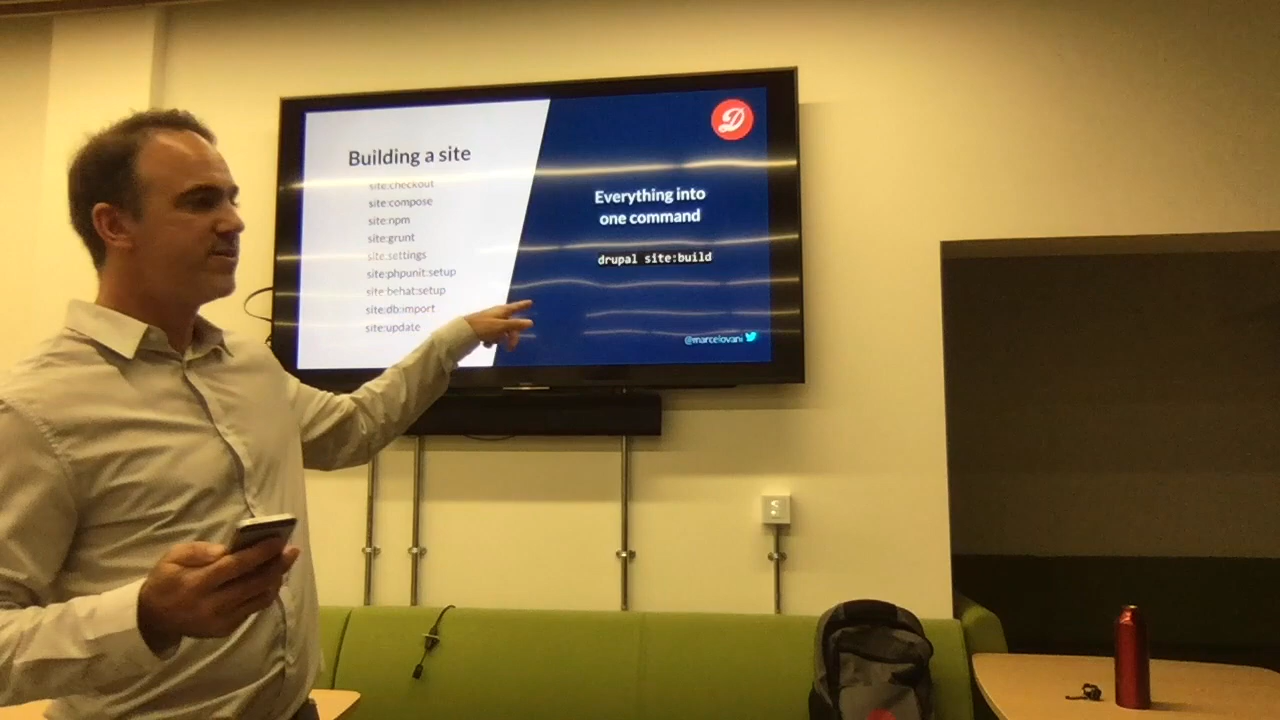 Building a site
site:checkout
site:compose
site:npm
site:grunt
site:settings
site:phpunit:setup
site:behat:setup
site:db:import
site:update
D
Everything into
one command
drupal site:build
@marcelovani